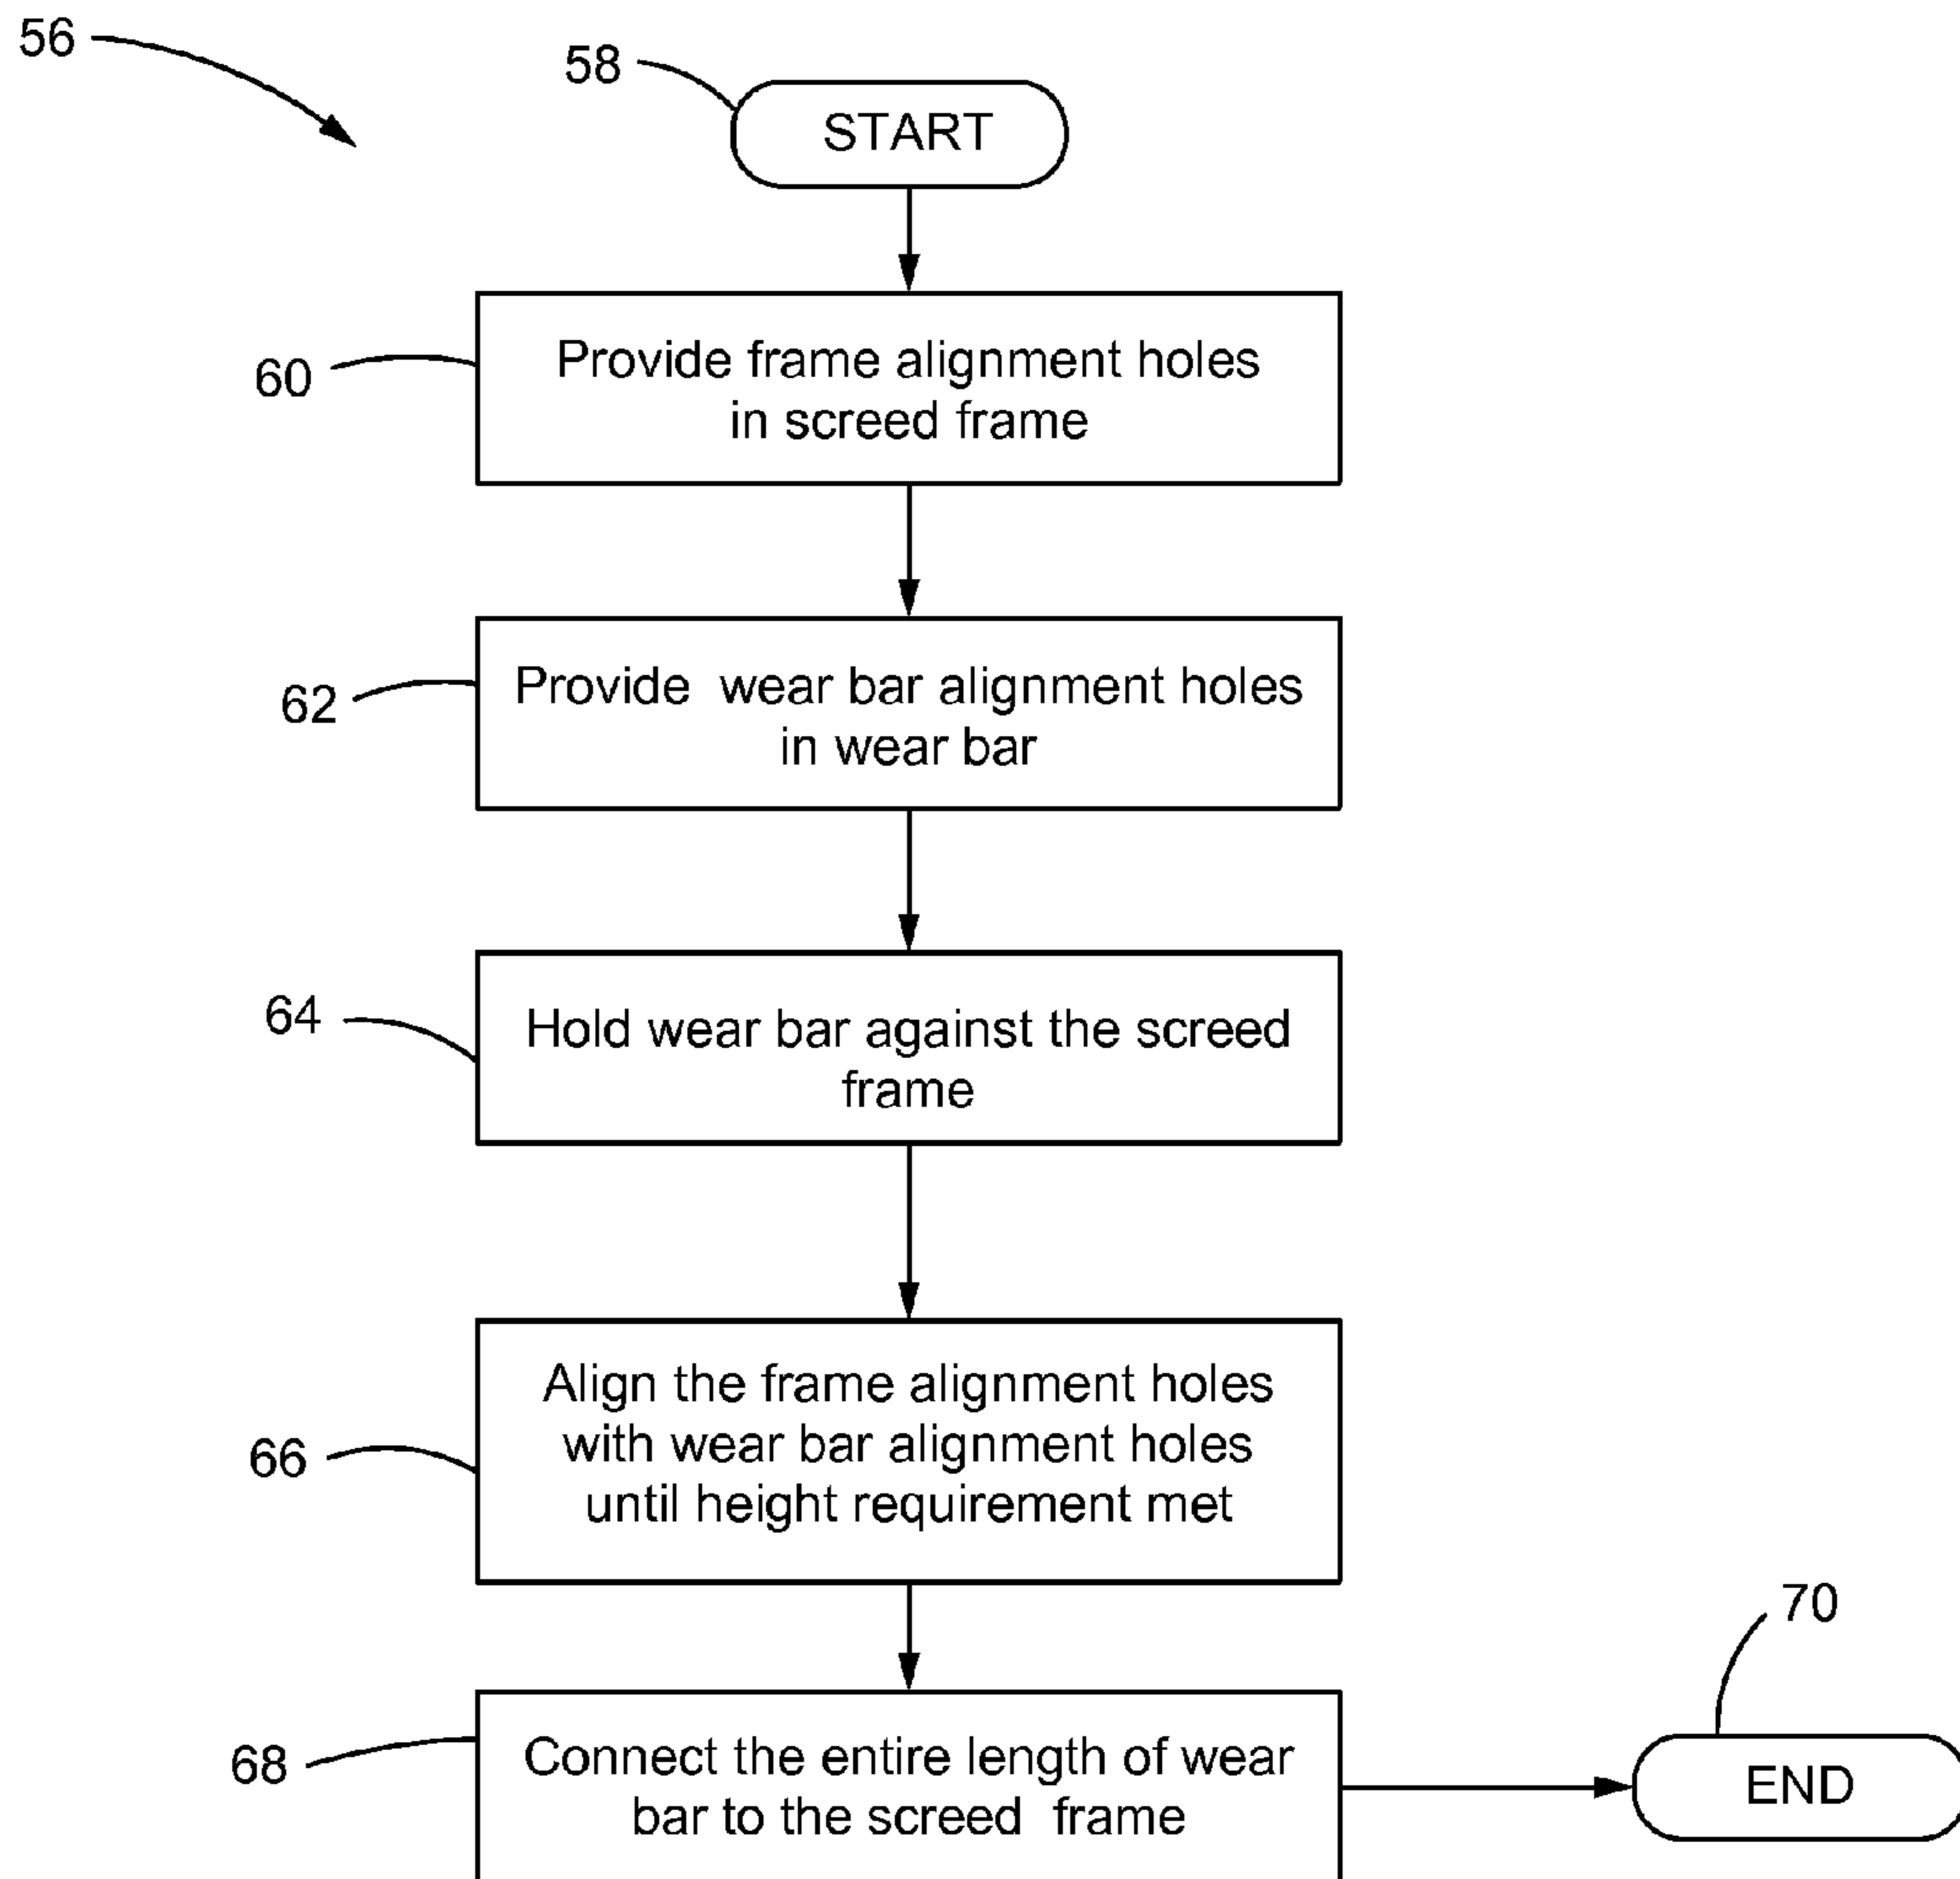 56
58
START
60
Provide frame alignment holes
in screed frame
62
Provide wear bar alignment holes
in wear bar
64
Hold wear bar against the screed
frame
66
Align the frame alignment holes
with wear bar alignment holes
until height requirement met
70
68
Connect the entire length of wear
bar to the screed frame
END